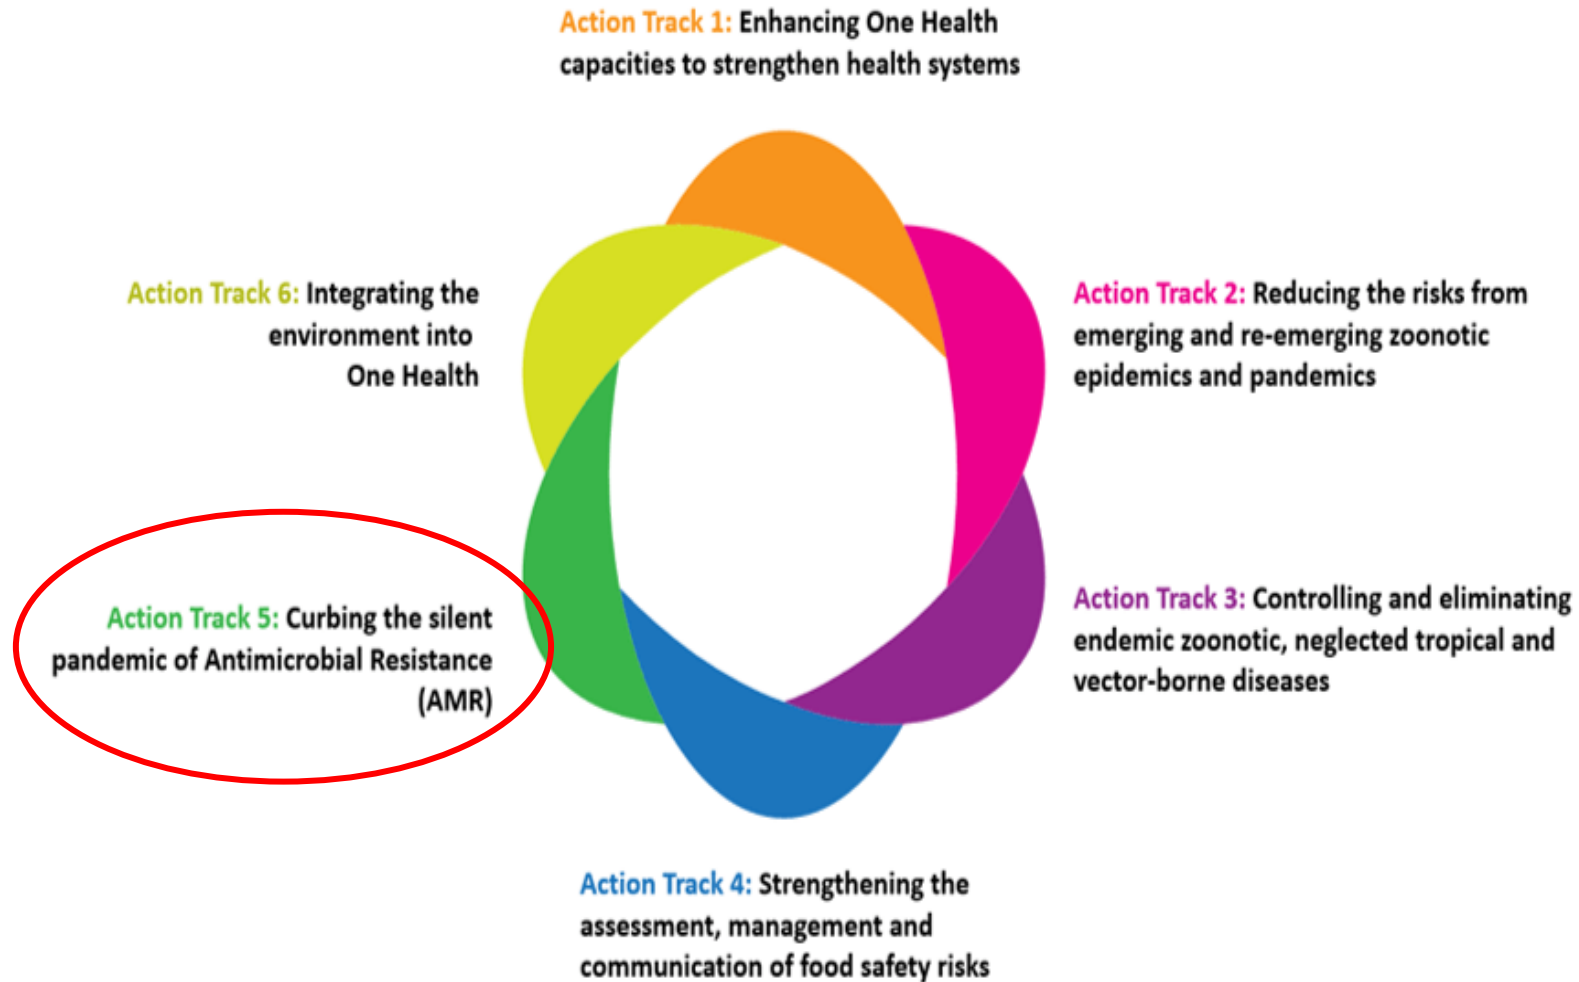 Action Track 1: Enhancing One Health
capacities to strengthen health systems
Action Track 2: Reducing the risks from
emerging and re-emerging zoonotic
epidemics and pandemics
Action Track 3: Controlling and eliminating
endemic zoonotic, neglected tropical and
vector-borne diseases
Action Track 4: Strengthening the
assessment, management and
communication of food safety risks
Action Track 5: Curbing the silent
pandemic of Antimicrobial Resistance
(AMR)
Action Track 6: Integrating the
environment into
One Health